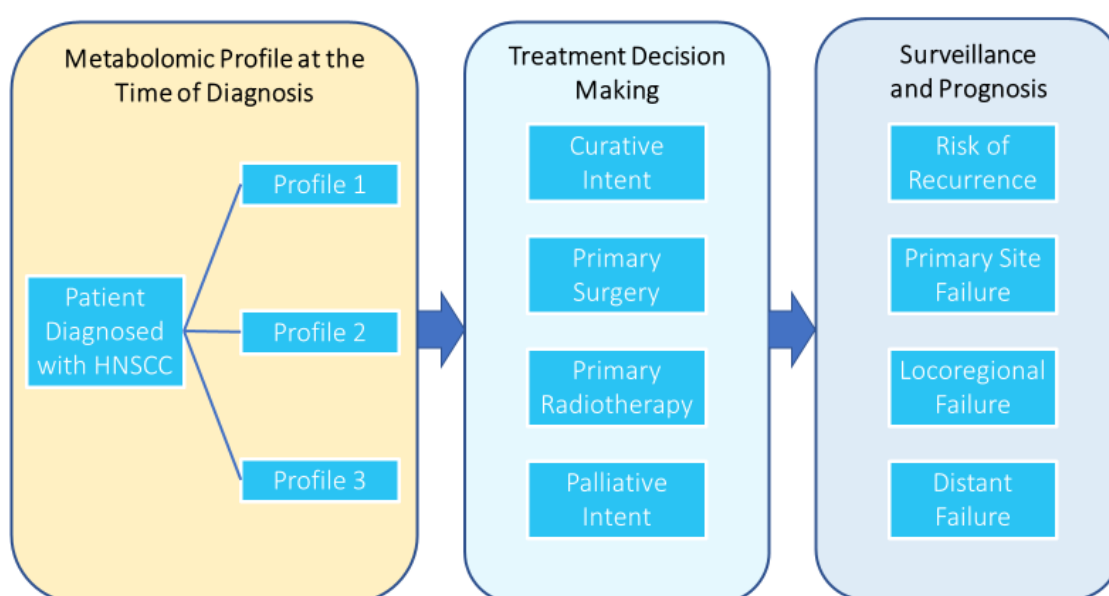 Metabolomic Profile at the
Time of Diagnosis
Patient
Diagnosed
with HNSCC
Profile 1
Profile 2
Profile 3
Treatment Decision
Making
Curative
Intent
Primary
Surgery
Primary
Radiotherapy
Palliative
Intent
Surveillance
and Prognosis
Risk of
Recurrence
Primary Site
Failure
Locoregional
Failure
Distant
Failure